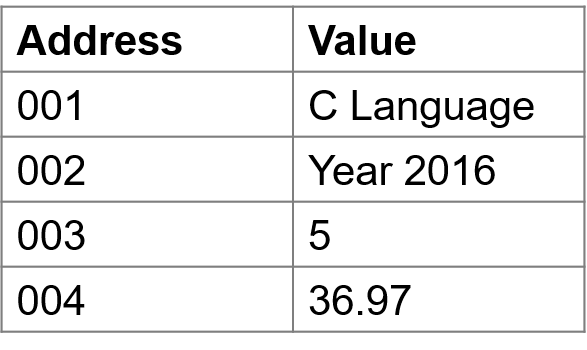 Address Value
001 C Language
002 Year 2016
003 5
004 36.97